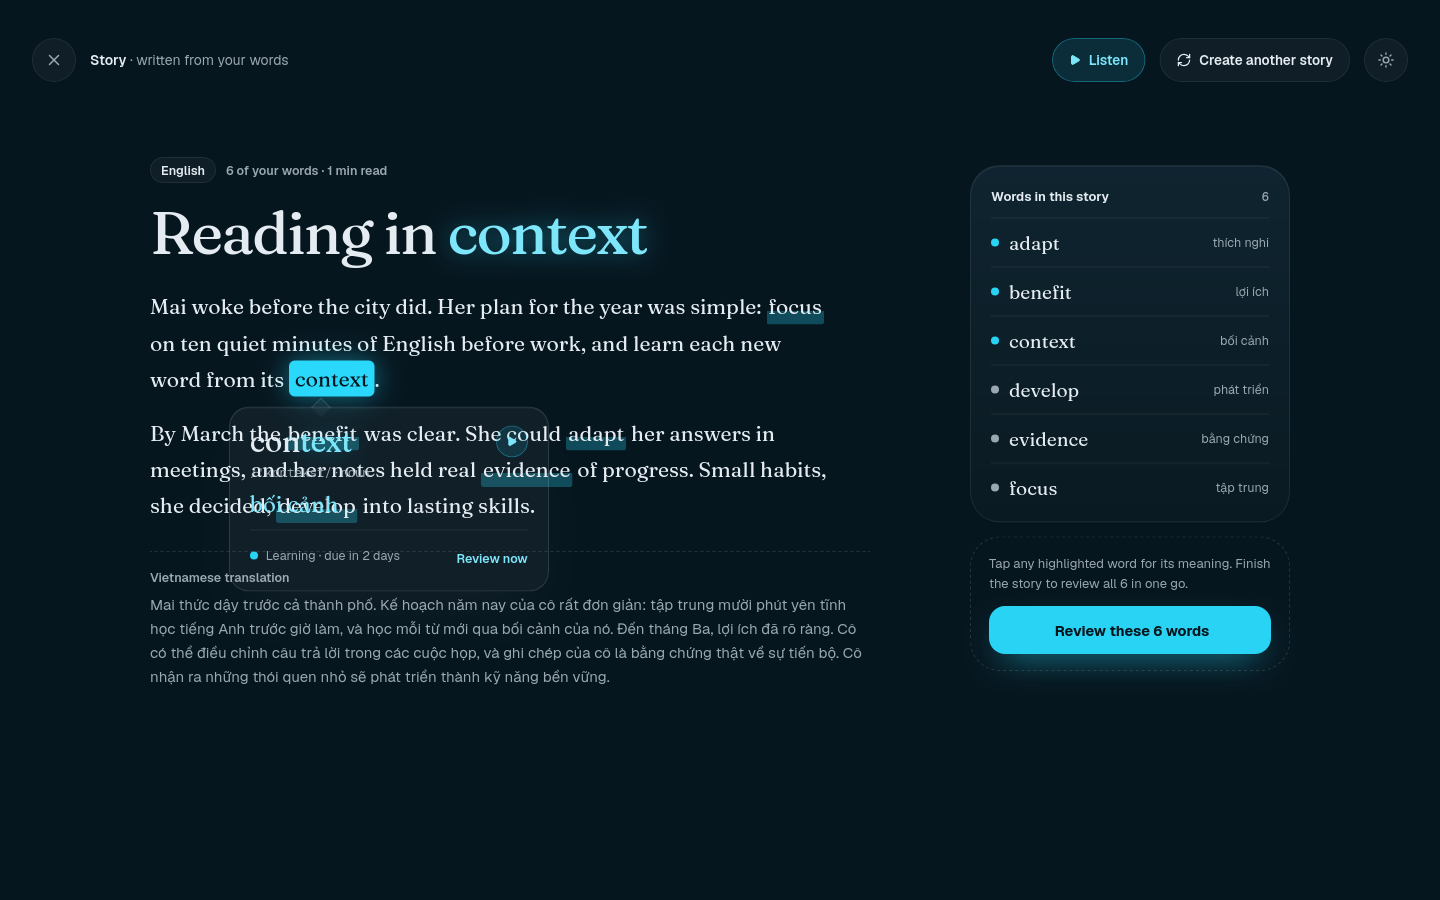 Story · written from your words
Listen
Create another story
English
6 of your words · 1 min read
Reading in context
Mai woke before the city did. Her plan for the year was simple: focus
on ten quiet minutes of English before work, and learn each new
word from its context.
By March the benefit was clear. She could adapt her answers in
meetings, and her notes held real evidence of progress. Small habits,
she decided, develop into lasting skills.
context
bối cảnh
Learning · due in 2 days
Review now
Vietnamese translation
Mai thức dậy trước cả thành phố. Kế hoạch năm nay của cô rất đơn giản: tập trung mười phút yên tĩnh
học tiếng Anh trước giờ làm, và học mỗi từ mới qua bối cảnh của nó. Đến tháng Ba, lợi ích đã rõ ràng. Cô
có thể điều chỉnh câu trả lời trong các cuộc họp, và ghi chép của cô là bằng chứng thật về sự tiến bộ. Cô
nhận ra những thói quen nhỏ sẽ phát triển thành kỹ năng bền vững.
Words in this story
6
adapt
thích nghi
benefit
lợi ích
context
bối cảnh
develop
phát triển
evidence
bằng chứng
focus
tập trung
Tap any highlighted word for its meaning. Finish
the story to review all 6 in one go.
Review these 6 words